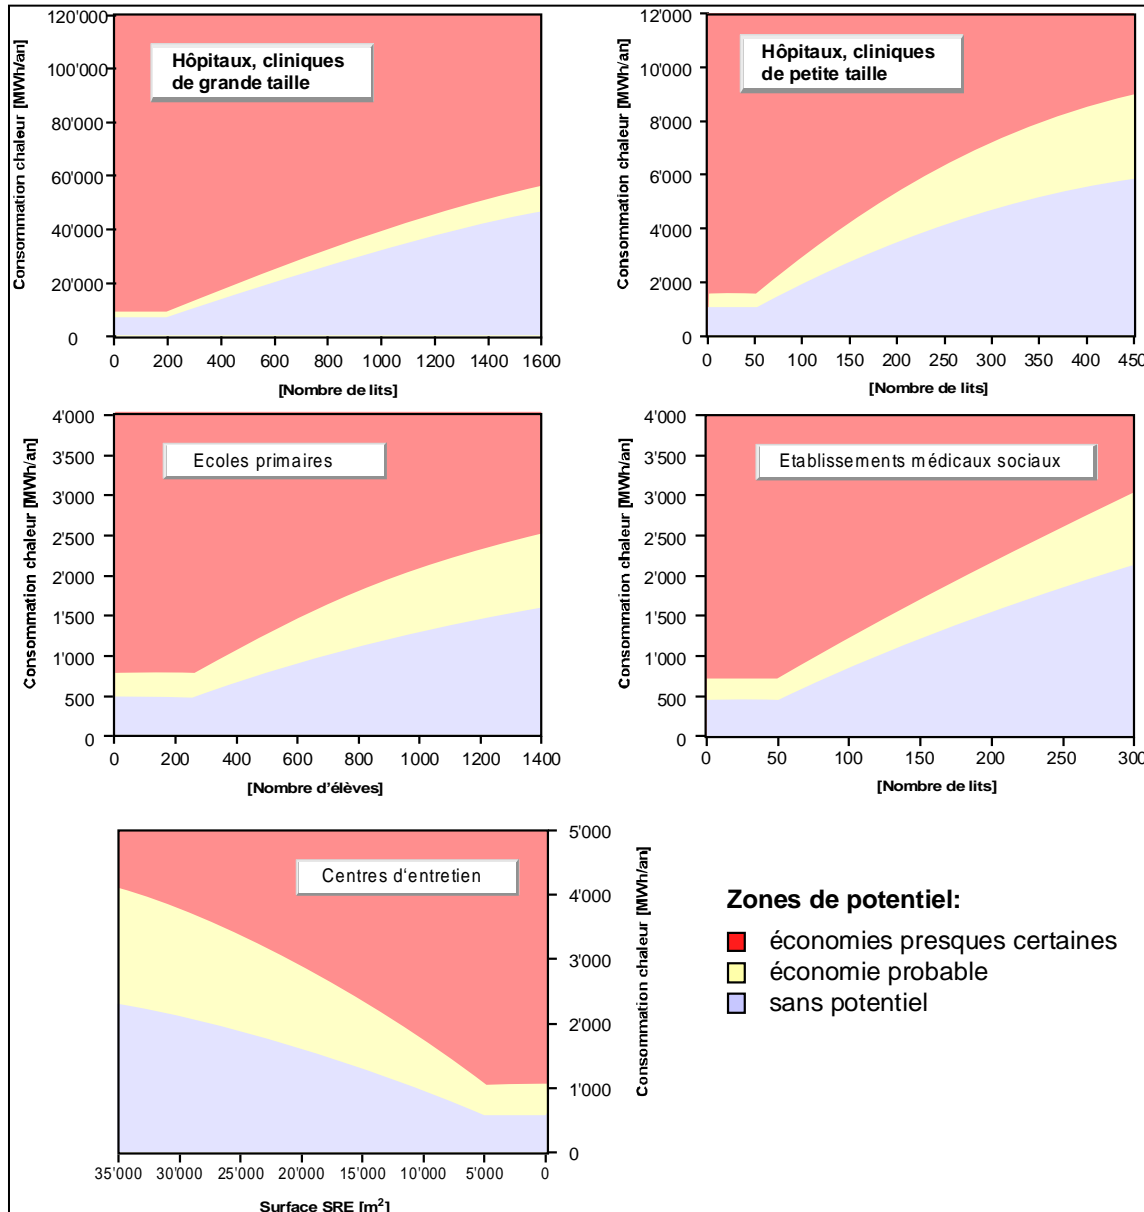 Hôpitaux, cliniques
de grande taille
Consommation chaleur [MWh/an]
120'000
100'000
80'000
60'000
40'000
20'000
0
0 200 400 600 800 1000 1200 1400 1600
[Nombre de lits]
Hôpitaux, cliniques
de petite taille
Consommation chaleur [MWh/an]
12'000
10'000
8'000
6'000
4'000
2'000
0
0 50 100 150 200 250 300 350 400 450
[Nombre de lits]
Ecoles primaires
Consommation chaleur [MWh/an]
4'000
3'500
3'000
2'500
2'000
1'500
1'000
500
0
0 200 400 600 800 1000 1200 1400
[Nombre d'élèves]
Etablissements médicaux sociaux
Consommation chaleur [MWh/an]
4'000
3'500
3'000
2'500
2'000
1'500
1'000
500
0
0 50 100 150 200 250 300
[Nombre de lits]
Centres d'entretien
5'000
4'000
3'000
2'000
1'000
0
Consommation chaleur [MWh/an]
35'000 30'000 25'000 20'000 15'000 10'000 5'000 0
Surface SRE [m²]
Zones de potentiel:
économies presques certaines
économie probable
sans potentiel